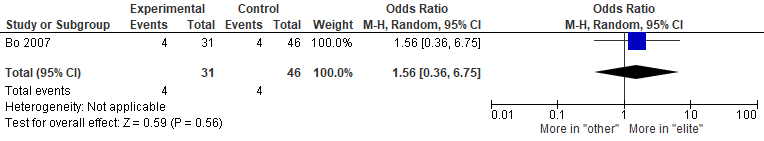 Experimental Control Odds Ratio Odds Ratio
Study or Subgroup Events Total Events Total Weight M-H, Random, 95% CI M-H, Random, 95% CI
Bo 2007 4 31 4 46 100.0% 1.56 [0.36, 6.75]
Total (95% CI) 31 46 100.0% 1.56 [0.36, 6.75]
Total events 4 4
Heterogeneity: Not applicable
Test for overall effect: Z = 0.59 (P = 0.56)
0.01 0.1 1 10 100
More in "other" More in "elite"